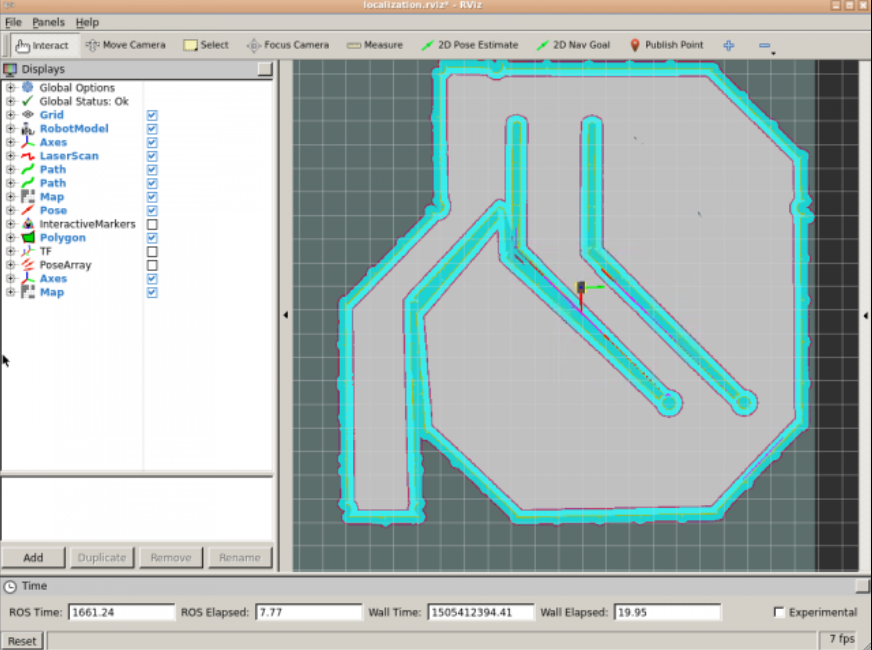 localization.rviz* - RViz
File Panels Help
Interact Move Camera Select Focus Camera Measure 2D Pose Estimate 2D Nav Goal Publish Point
Displays
Global Options
Global Status: Ok
Grid
RobotModel
Axes
LaserScan
Path
Path
Map
Pose
InteractiveMarkers
Polygon
TF
PoseArray
Axes
Map
Add Duplicate Remove Rename
Time
ROS Time: 1661.24 ROS Elapsed: 7.77 Wall Time: 1505412394.41 Wall Elapsed: 19.95 Experimental
Reset 7 fps